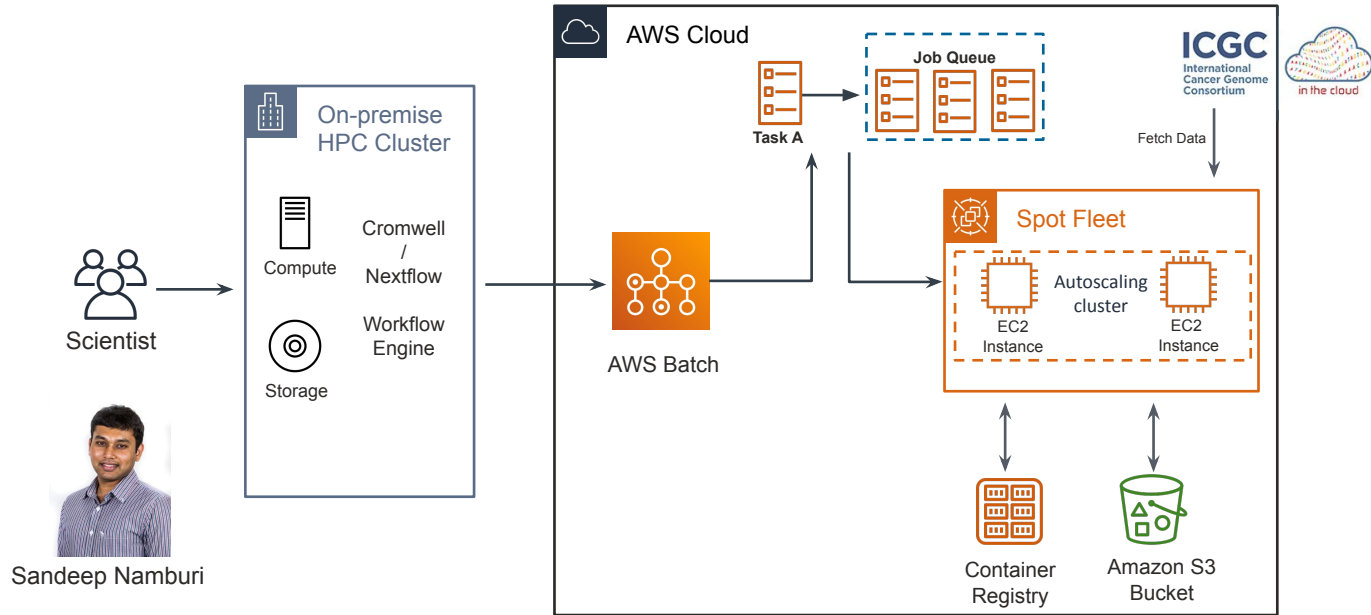 AWS Cloud
Job Queue
Task A
ICGC
International
Cancer Genome
Consortium
in the cloud
Fetch Data
On-premise
HPC Cluster
Compute
Storage
Cromwell
/
Nextflow
Workflow
Engine
Scientist
Sandeep Namburi
AWS Batch
Spot Fleet
Autoscaling
cluster
EC2
Instance
EC2
Instance
Container
Registry
Amazon S3
Bucket